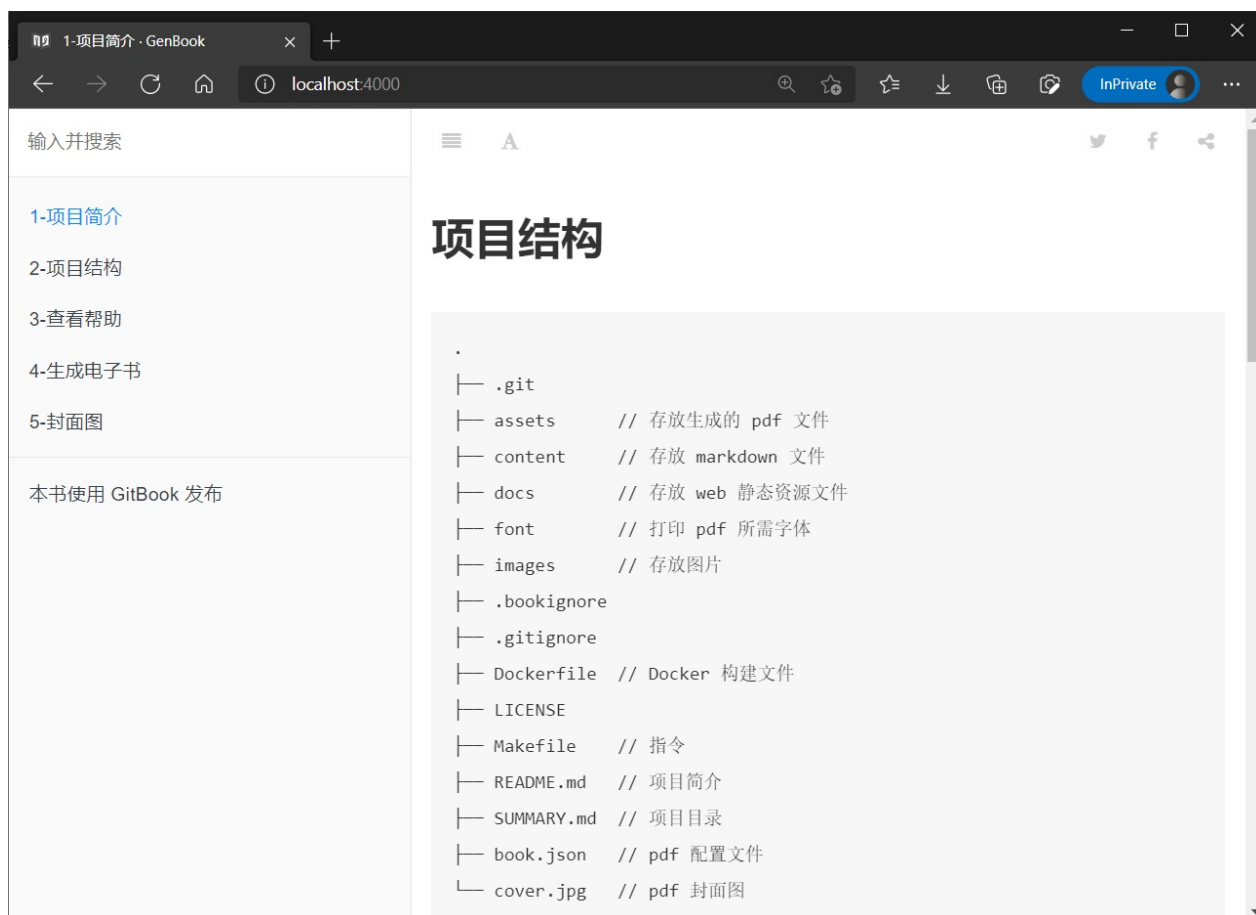 1-项目简介 · GenBook
localhost:4000
InPrivate
输入并搜索
A
1-项目简介
2-项目结构
3-查看帮助
4-生成电子书
5-封面图
本书使用 GitBook 发布
项目结构
.
├── .git
├── assets // 存放生成的 pdf 文件
├── content // 存放 markdown 文件
├── docs // 存放 web 静态资源文件
├── font // 打印 pdf 所需字体
├── images // 存放图片
├── .bookignore
├── .gitignore
├── Dockerfile // Docker 构建文件
├── LICENSE
├── Makefile // 指令
├── README.md // 项目简介
├── SUMMARY.md // 项目目录
├── book.json // pdf 配置文件
└── cover.jpg // pdf 封面图